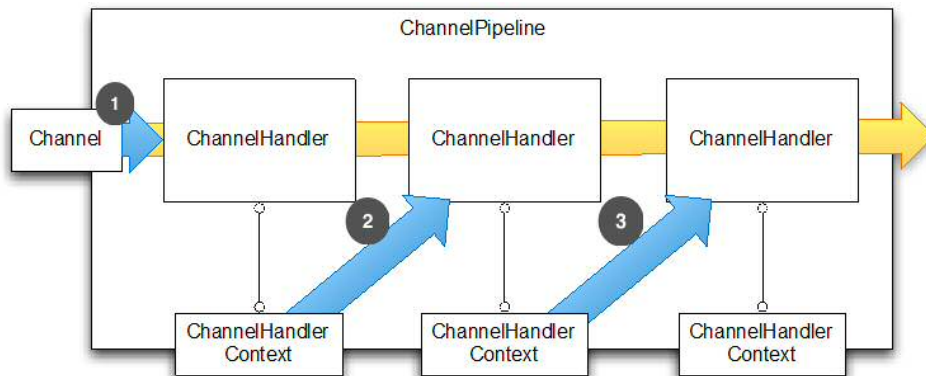 ChannelPipeline
1
Channel
ChannelHandler
ChannelHandler
ChannelHandler
2
3
ChannelHandler
Context
ChannelHandler
Context
ChannelHandler
Context